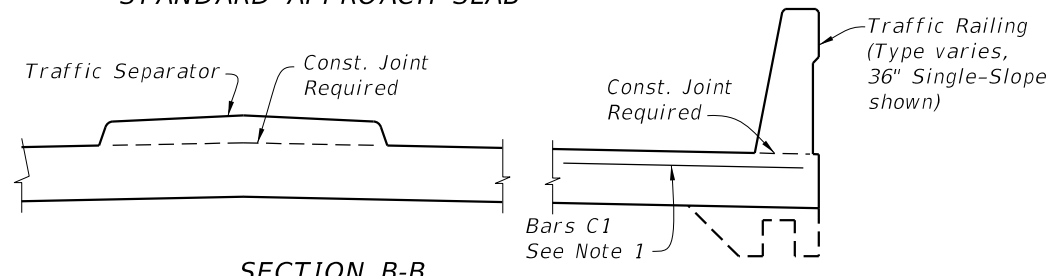 STANDARD APPROACH SLAB
Traffic Separator
Const. Joint
Required
Const. Joint
Required
Traffic Railing
(Type varies,
36" Single-Slope
shown)
Bars C1
See Note 1
SECTION B-B